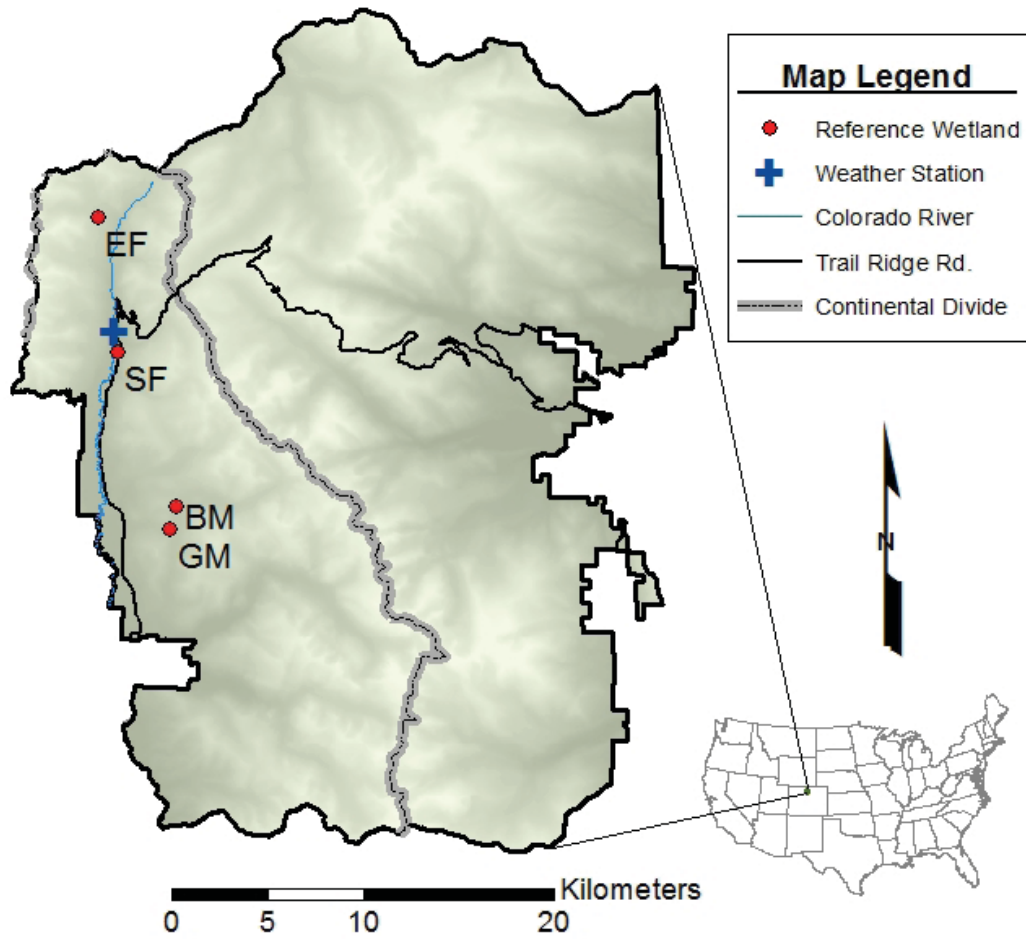 Map Legend
Reference Wetland
Weather Station
Colorado River
Trail Ridge Rd.
Continental Divide
EF
SF
BM
GM
N
Kilometers
0 5 10 20